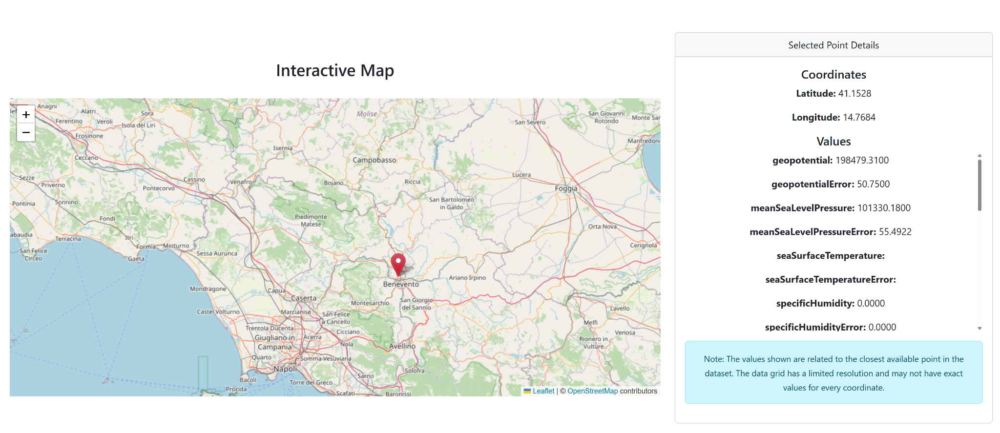 Interactive Map
+
−
Anagni
Alatri
Sora
Molise
San Severo
San Giovanni
Rotondo
Monte Sar
Ferentino
Veroli
Isola del Liri
Frosinone
Isernia
Manfredoni
Ceccano
Campobasso
Sezze
Priverno
Cassino
Pontecorvo
Venafro
Bojano
Riccia
Lucera
Foggia
Pontinia
Sonnino
Fondi
Piedimonte
Matese
San Bartolomeo
in Galdo
Orta Nova
abaudia
Terracina
Itri
Formia
Minturno
Cerignola
San Felice
Circeo
Gaeta
Sessa Aurunca
Mondragone
Capua
Caserta
Benevento
Ariano Irpino
Castel Volturno
Marcianise
Montesarchio
San Giorgio
del Sannio
Lavello
San Felice
a Cancello
Trentola Ducenta
Cicciano
Melfi
Venosa
Giugliano in
Campania
Acerra
Nola
Avellino
Rionero in
Vulture
Quarto
Somma Vesuviana
Napoli
Solofra
Bacoli
Torre del Greco
Sarno
Procida
Scafati
Baronissi
Leaflet | © OpenStreetMap contributors
Selected Point Details
Coordinates
Latitude: 41.1528
Longitude: 14.7684
Values
geopotential: 198479.3100
geopotentialError: 50.7500
meanSeaLevelPressure: 101330.1800
meanSeaLevelPressureError: 55.4922
seaSurfaceTemperature:
seaSurfaceTemperatureError:
specificHumidity: 0.0000
specificHumidityError: 0.0000
Note: The values shown are related to the closest available point in the
dataset. The data grid has a limited resolution and may not have exact
values for every coordinate.